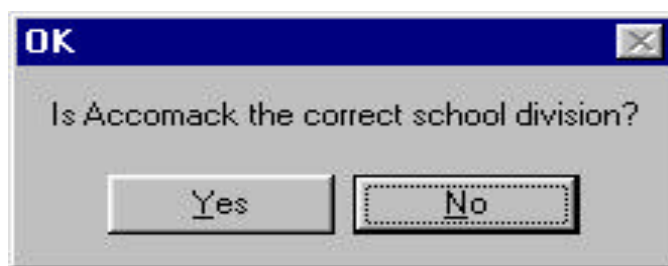 OK
Is Accomack the correct school division?
Yes No